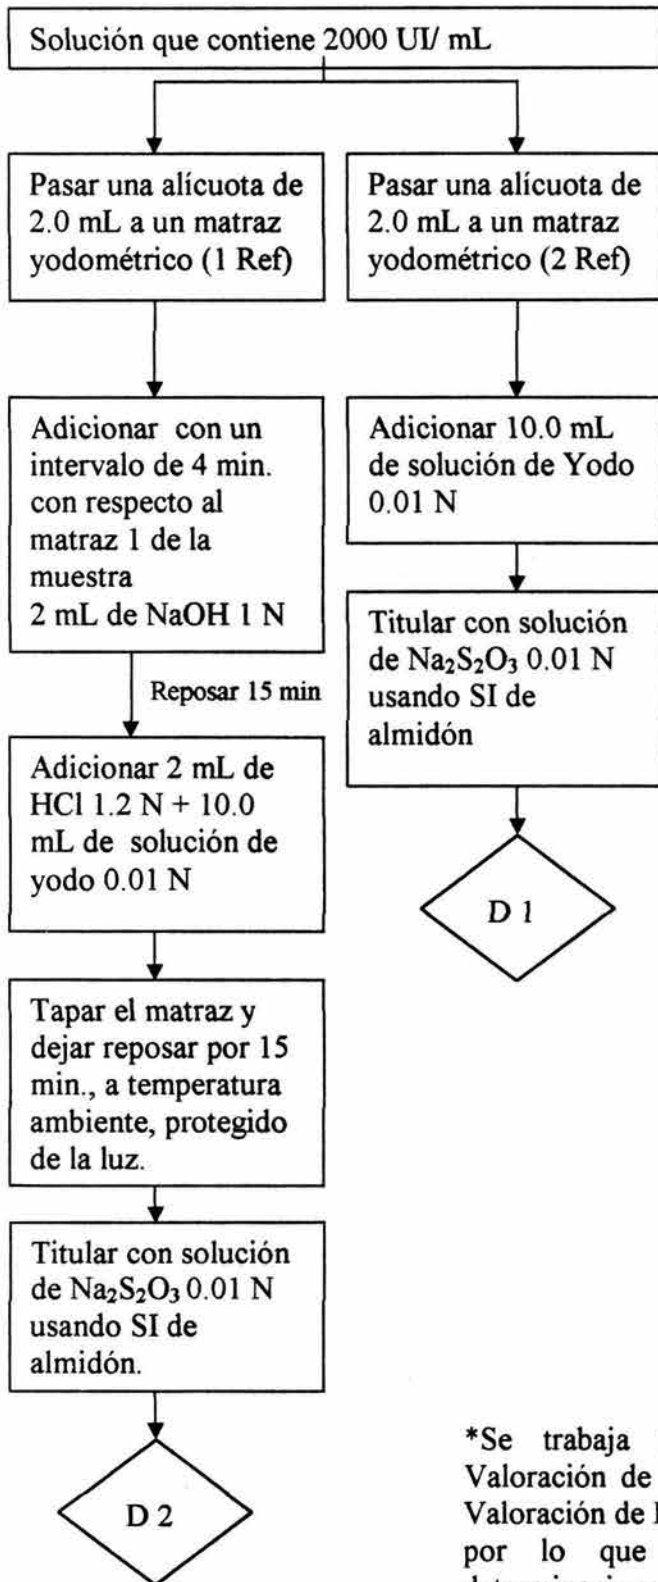 Solución que contiene 2000 UI/ mL
Pasar una alícuota de
2.0 mL a un matraz
yodométrico (1 Ref)
Adicionar con un
intervalo de 4 min.
con respecto al
matraz 1 de la
muestra
2 mL de NaOH 1 N
Reposar 15 min
Adicionar 2 mL de
HCl 1.2 N + 10.0
mL de solución de
yodo 0.01 N
Tapar el matraz y
dejar reposar por 15
min., a temperatura
ambiente, protegido
de la luz.
Titular con solución
de Na₂S₂O₃ 0.01 N
usando SI de
almidón.
D 2
Pasar una alícuota de
2.0 mL a un matraz
yodométrico (2 Ref)
Adicionar 10.0 mL
de solución de Yodo
0.01 N
Titular con solución
de Na₂S₂O₃ 0.01 N
usando SI de
almidón
D 1
*Se trabaja
Valoración de
Valoración de
por lo que